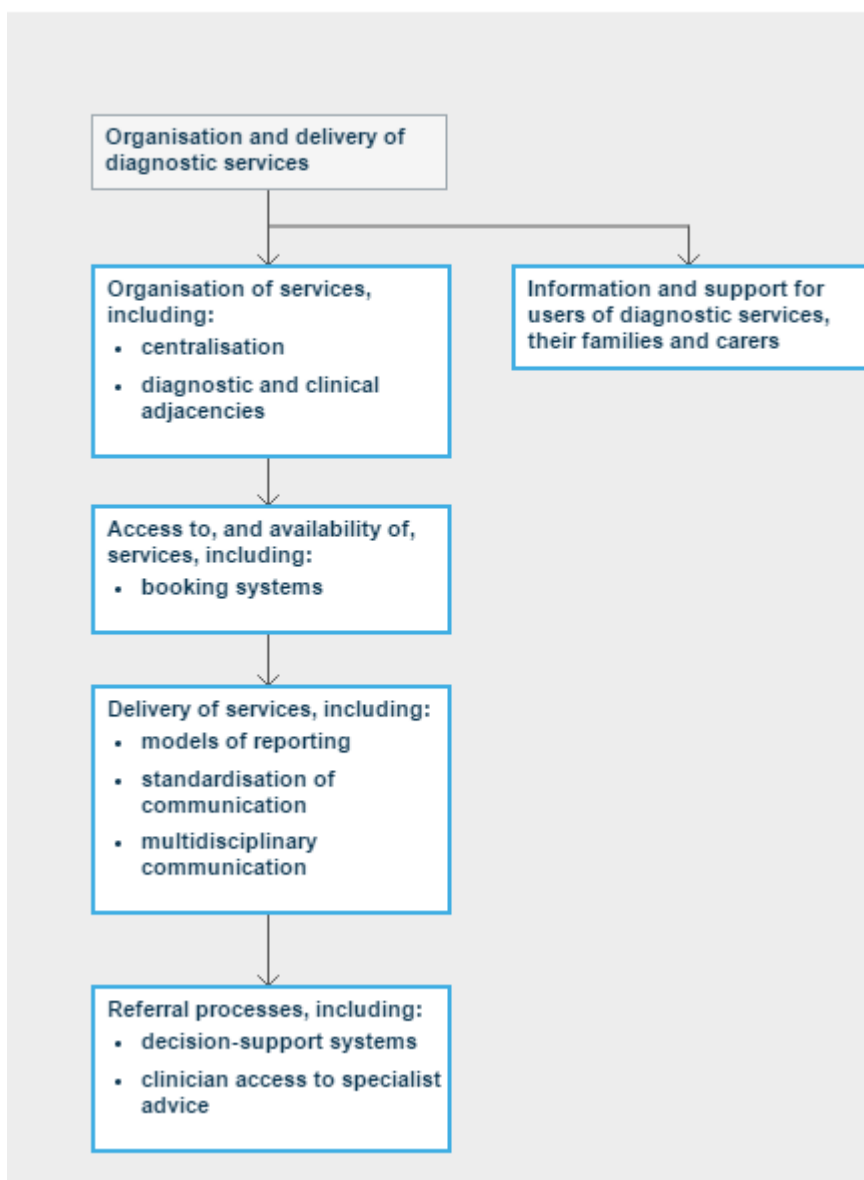 Organisation and delivery of
diagnostic services
Organisation of services,
including:
• centralisation
• diagnostic and clinical
adjacencies
Information and support for
users of diagnostic services,
their families and carers
Access to, and availability of,
services, including:
• booking systems
Delivery of services, including:
• models of reporting
• standardisation of
communication
• multidisciplinary
communication
Referral processes, including:
• decision-support systems
• clinician access to specialist
advice